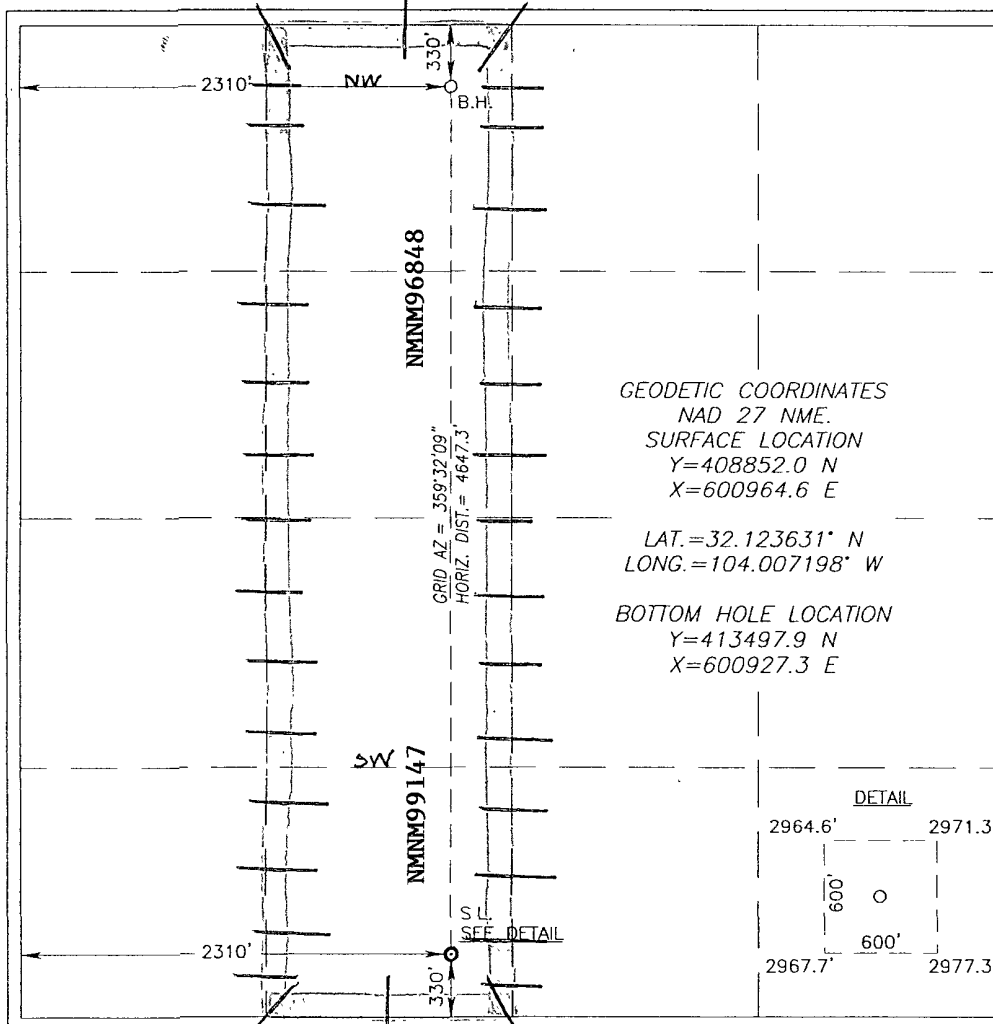 330'
2310'
NW
B.H.
NMNM96848
GRID AZ = 359°32'09"
HORIZ. DIST.= 4647.3'
GEODETIC COORDINATES
NAD 27 NME.
SURFACE LOCATION
Y=408852.0 N
X=600964.6 E
LAT.=32.123631° N
LONG.=104.007198° W
BOTTOM HOLE LOCATION
Y=413497.9 N
X=600927.3 E
SW
NMNM99147
DETAIL
2964.6' 2971.3
600'
600'
2967.7' 2977.3
S.L.
SEE DETAIL
2310'
330'